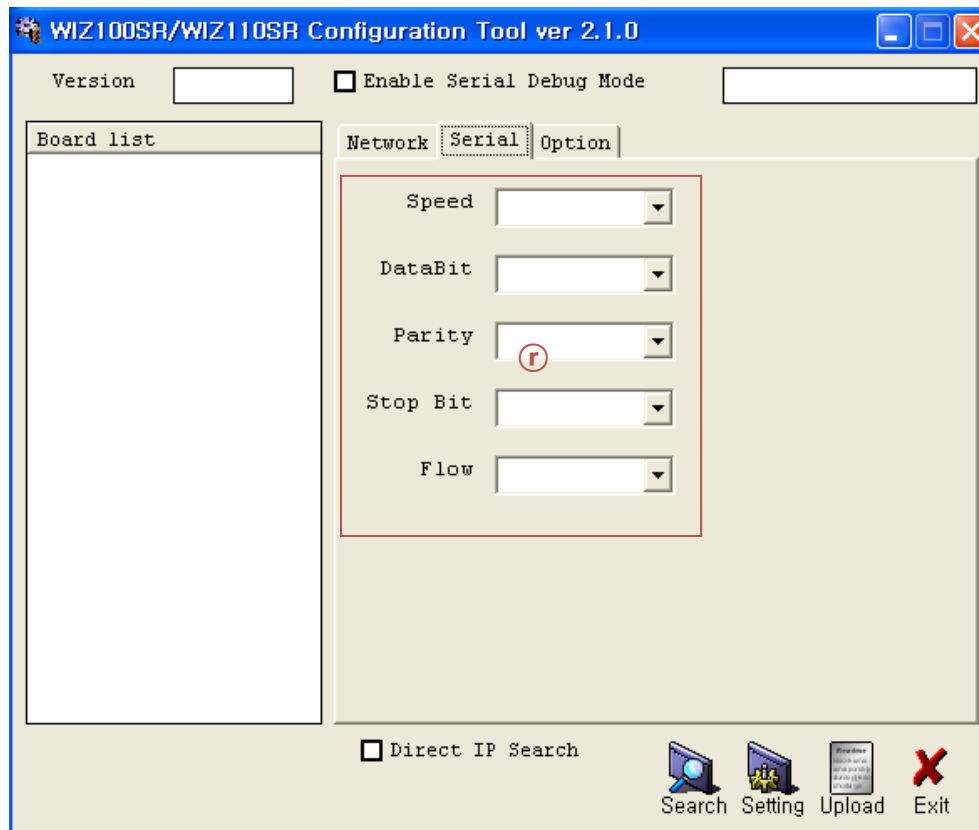 WIZ100SR/WIZ110SR Configuration Tool ver 2.1.0
Version
Enable Serial Debug Mode
Board list
Network Serial Option
Speed
DataBit
Parity
ⓡ
Stop Bit
Flow
Direct IP Search
Readme
Search Setting Upload Exit